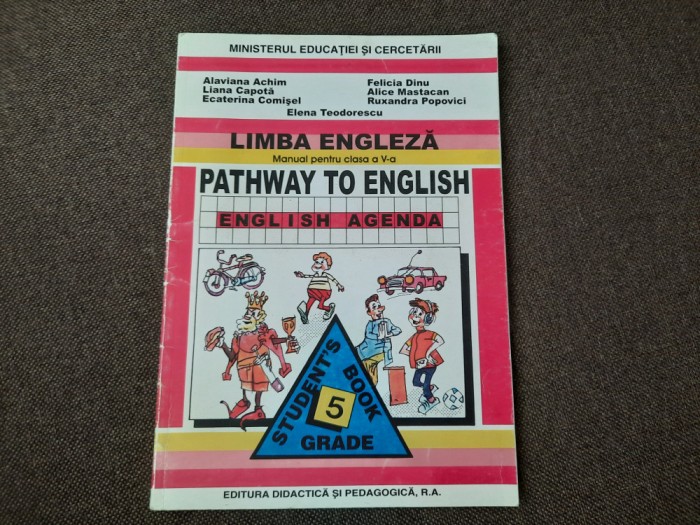 MINISTERUL EDUCAȚIEI ȘI CERCETĂRII
Alaviana Achim
Liana Capotă
Ecaterina Comișel
Felicia Dinu
Alice Mastacan
Ruxandra Popovici
Elena Teodorescu
LIMBA ENGLEZĂ
Manual pentru clasa a V-a
PATHWAY TO ENGLISH
ENGLISH AGENDA
STUDENT'S
BOOK
5
GRADE
EDITURA DIDACTICĂ ȘI PEDAGOGICĂ, R.A.